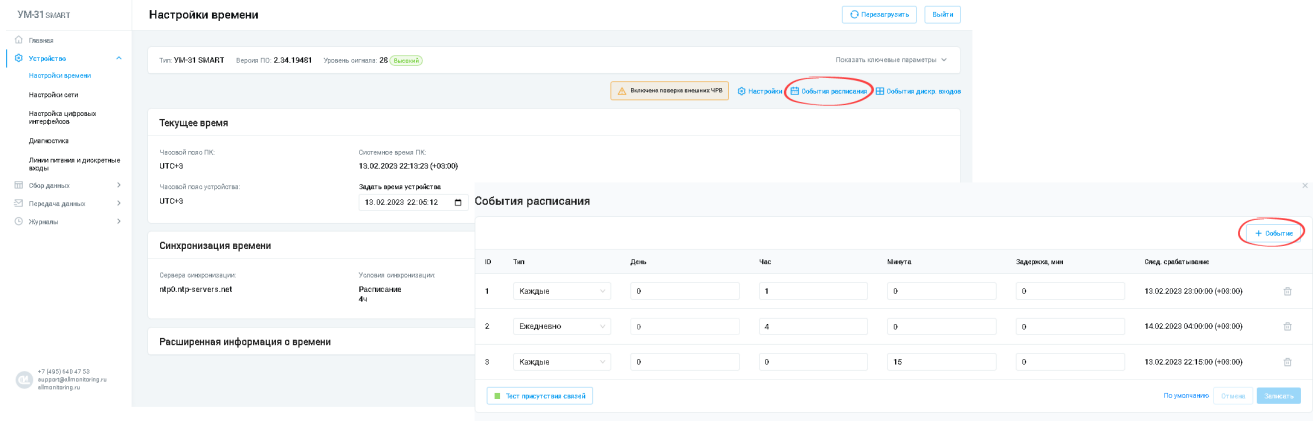 УМ-31 SMART
Настройки времени
Перезагрузить
Выйти
Главная
Устройство
Настройки времени
Настройки сети
Настройка цифровых
интерфейсов
Диагностика
Линии питания и дискретные
входы
Сбор данных
Передача данных
Журналы
+7 (495) 640 47 53
support@allmonitoring.ru
allmonitoring.ru
Тип: УМ-31 SMART Версия ПО: 2.34.19461 Уровень сигнала: 26 Высокий
Показать ключевые параметры
Включена поверка внешних ЧРВ
Настройки
События расписания
События дискр. входов
Текущее время
Часовой пояс ПК: Системное время ПК:
UTC+3 13.02.2023 22:13:23 (+03:00)
Часовой пояс устройства: Задать время устройства
UTC+3 13.02.2023 22:05:12
Синхронизация времени
Сервера синхронизации: Условия синхронизации:
ntp0.ntp-servers.net Расписание
4ч
Расширенная информация о времени
События расписания
+ Событие
ID Тип День Час Минута Задержка, мин След. срабатывание
1 Каждые 0 1 0 0 13.02.2023 23:00:00 (+03:00)
2 Ежедневно 0 4 0 0 14.02.2023 04:00:00 (+03:00)
3 Каждые 0 0 15 0 13.02.2023 22:15:00 (+03:00)
Тест присутствия связей
По умолчанию
Отмена
Записать